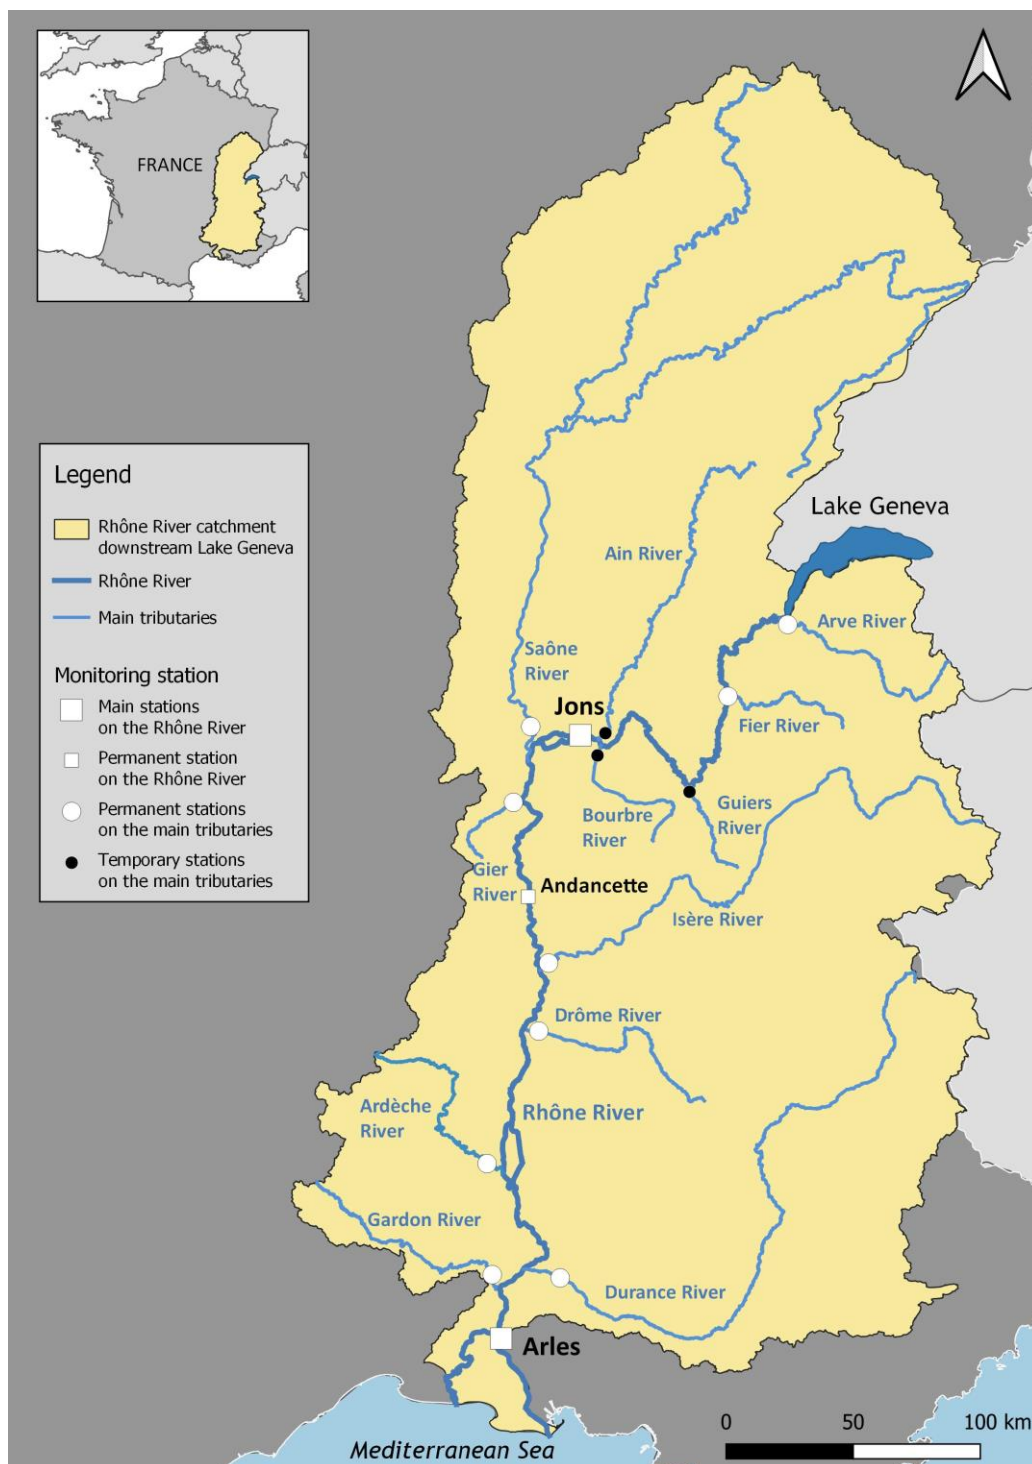 FRANCE
Legend
Rhône River catchment
downstream Lake Geneva
Rhône River
Main tributaries
Monitoring station
Main stations
on the Rhône River
Permanent station
on the Rhône River
Permanent stations
on the main tributaries
Temporary stations
on the main tributaries
Lake Geneva
Ain River
Arve River
Saône
River
Jons
Fier River
Bourbre
River
Guiers
River
Gier
River
Andancette
Isère River
Drôme River
Ardèche
River
Rhône River
Gardon River
Durance River
Arles
Mediterranean Sea
0 50 100 km